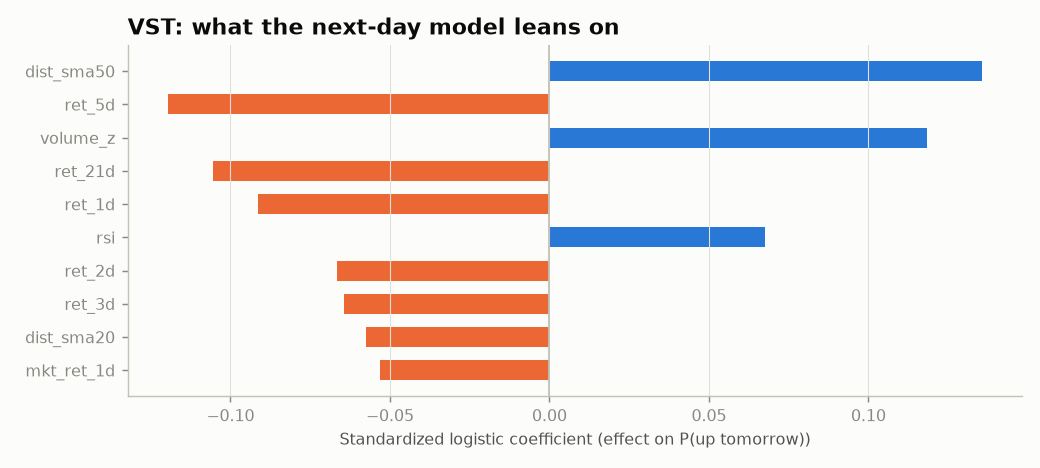 VST: what the next-day model leans on
dist_sma50
ret_5d
volume_z
ret_21d
ret_1d
rsi
ret_2d
ret_3d
dist_sma20
mkt_ret_1d
−0.10 −0.05 0.00 0.05 0.10
Standardized logistic coefficient (effect on P(up tomorrow))